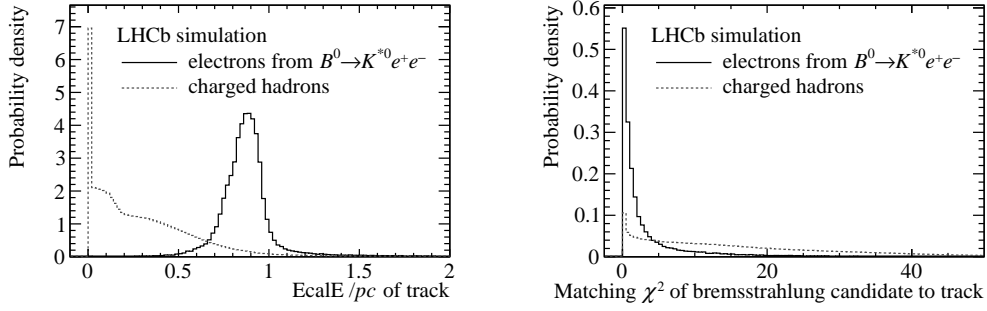 Probability density
7
6
5
4
3
2
1
0
LHCb simulation
electrons from B⁰→K*⁰e⁺e⁻
charged hadrons
0 0.5 1 1.5 2
EcalE /pc of track
Probability density
0.6
0.5
0.4
0.3
0.2
0.1
0
LHCb simulation
electrons from B⁰→K*⁰e⁺e⁻
charged hadrons
0 20 40
Matching χ² of bremsstrahlung candidate to track